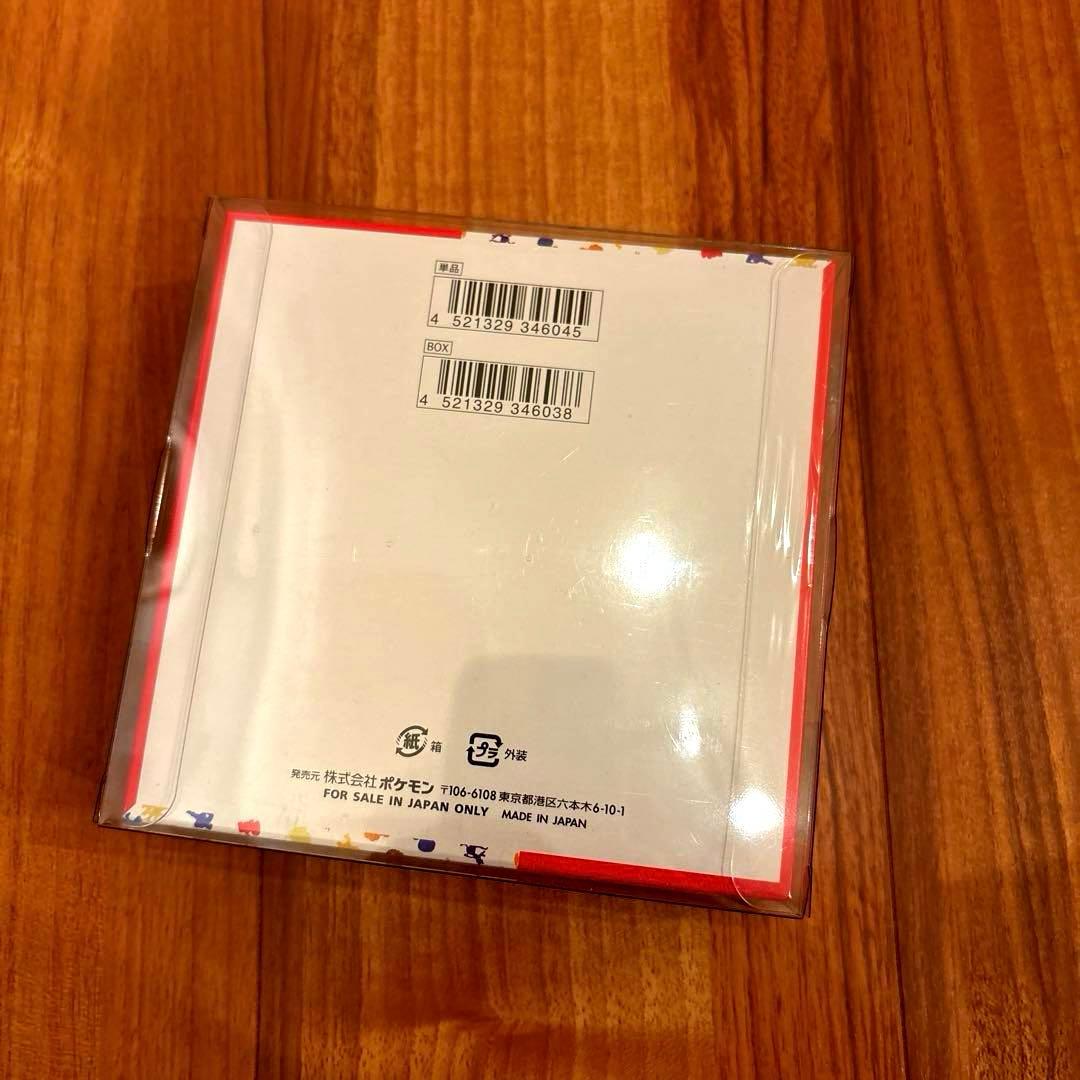 単品
4 521329 346045
BOX
4 521329 346038
紙 箱 プラ 外装
発売元 株式会社ポケモン 〒106-6108 東京都港区六本木6-10-1
FOR SALE IN JAPAN ONLY MADE IN JAPAN